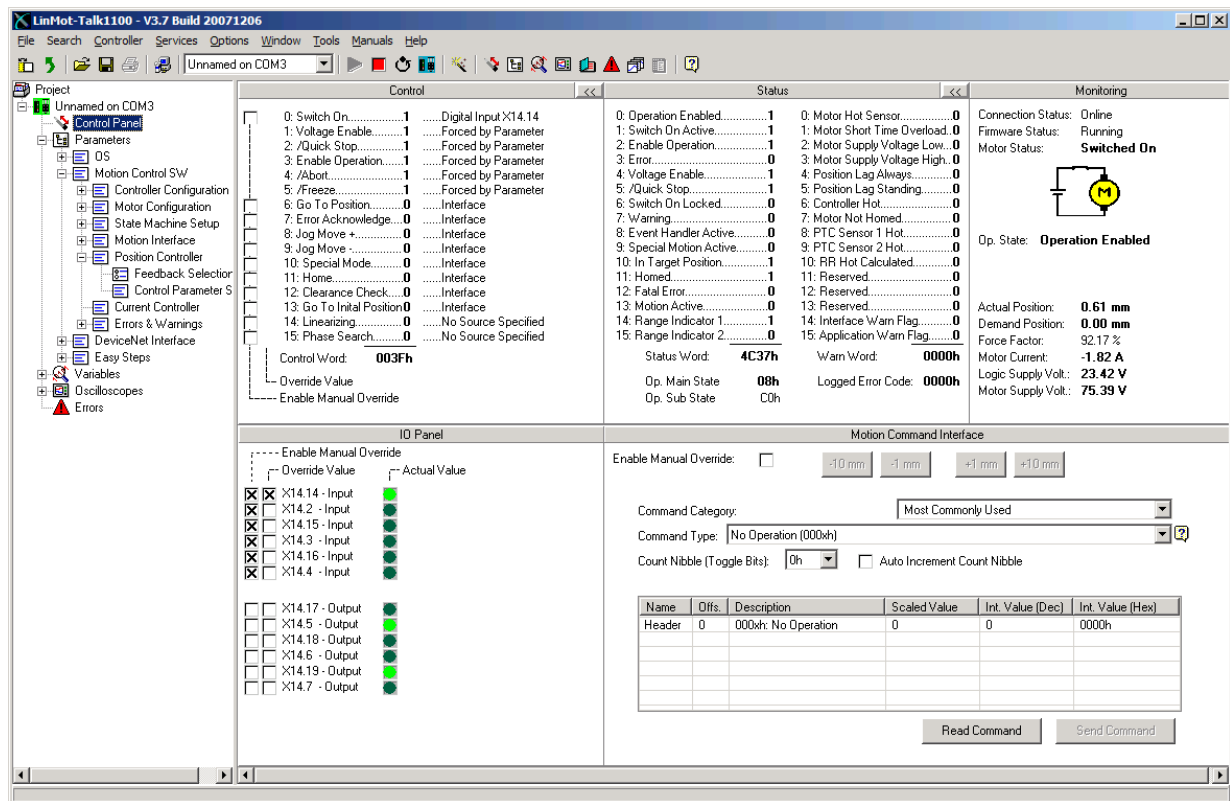 LinMot-Talk1100 - V3.7 Build 20071206
File Search Controller Services Options Window Tools Manuals Help
Unnamed on COM3
Project
Unnamed on COM3
Control Panel
Parameters
OS
Motion Control SW
Controller Configuration
Motor Configuration
State Machine Setup
Motion Interface
Position Controller
Feedback Selection
Control Parameter S
Current Controller
Errors & Warnings
DeviceNet Interface
Easy Steps
Variables
Oscilloscopes
Errors
Control <<
0: Switch On..............1 .....Digital Input X14.14
1: Voltage Enable.........1 ......Forced by Parameter
2: /Quick Stop............1 ......Forced by Parameter
3: Enable Operation.......1 ......Forced by Parameter
4: /Abort.................1 ......Forced by Parameter
5: /Freeze................1 ......Forced by Parameter
6: Go To Position.........0 ......Interface
7: Error Acknowledge....0 ......Interface
8: Jog Move +.............0 ......Interface
9: Jog Move -.............0 ......Interface
10: Special Mode..........0 ......Interface
11: Home..................0 ......Interface
12: Clearance Check.....0 ......Interface
13: Go To Inital Position0 ......Interface
14: Linearizing...........0 ......No Source Specified
15: Phase Search..........0 ......No Source Specified
Control Word: 003Fh
Override Value
Enable Manual Override
Status <<
0: Operation Enabled..........1
1: Switch On Active...........1
2: Enable Operation...........1
3: Error......................0
4: Voltage Enable.............1
5: /Quick Stop................1
6: Switch On Locked...........0
7: Warning....................0
8: Event Handler Active.......0
9: Special Motion Active......0
10: In Target Position........1
11: Homed.....................1
12: Fatal Error...............0
13: Motion Active.............0
14: Range Indicator 1.........1
15: Range Indicator 2.........0
Status Word: 4C37h
Op. Main State 08h
Op. Sub State C0h
0: Motor Hot Sensor...........0
1: Motor Short Time Overload..0
2: Motor Supply Voltage Low...0
3: Motor Supply Voltage High..0
4: Position Lag Always........0
5: Position Lag Standing......0
6: Controller Hot.............0
7: Motor Not Homed............0
8: PTC Sensor 1 Hot...........0
9: PTC Sensor 2 Hot...........0
10: RR Hot Calculated.........0
11: Reserved..................0
12: Reserved..................0
13: Reserved..................0
14: Interface Warn Flag.......0
15: Application Warn Flag.....0
Warn Word: 0000h
Logged Error Code: 0000h
Monitoring
Connection Status: Online
Firmware Status: Running
Motor Status: Switched On
M
Op. State: Operation Enabled
Actual Position: 0.61 mm
Demand Position: 0.00 mm
Force Factor: 92.17 %
Motor Current: -1.82 A
Logic Supply Volt.: 23.42 V
Motor Supply Volt.: 75.39 V
IO Panel
Enable Manual Override
Override Value Actual Value
X14.14 - Input
X14.2 - Input
X14.15 - Input
X14.3 - Input
X14.16 - Input
X14.4 - Input
X14.17 - Output
X14.5 - Output
X14.18 - Output
X14.6 - Output
X14.19 - Output
X14.7 - Output
Motion Command Interface
Enable Manual Override: -10 mm -1 mm +1 mm +10 mm
Command Category: Most Commonly Used
Command Type: No Operation (000xh)
Count Nibble (Toggle Bits): 0h Auto Increment Count Nibble
Name Offs. Description Scaled Value Int. Value (Dec) Int. Value (Hex)
Header 0 000xh: No Operation 0 0 0000h
Read Command Send Command